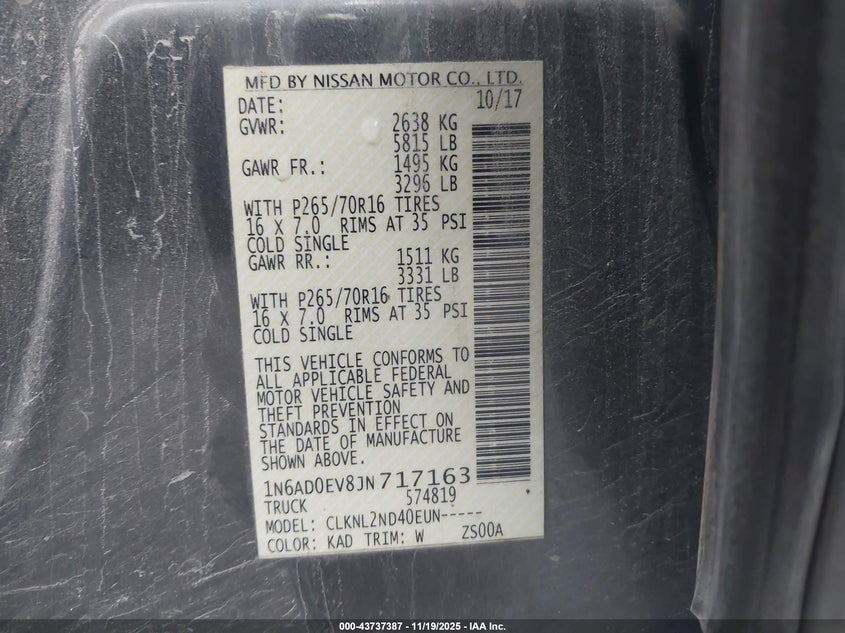 MFD BY NISSAN MOTOR CO., LTD.
DATE: 10/17
GVWR: 2638 KG
5815 LB
GAWR FR.: 1495 KG
3296 LB
WITH P265/70R16 TIRES
16 X 7.0 RIMS AT 35 PSI
COLD SINGLE
GAWR RR.: 1511 KG
3331 LB
WITH P265/70R16 TIRES
16 X 7.0 RIMS AT 35 PSI
COLD SINGLE
THIS VEHICLE CONFORMS TO
ALL APPLICABLE FEDERAL
MOTOR VEHICLE SAFETY AND
THEFT PREVENTION
STANDARDS IN EFFECT ON
THE DATE OF MANUFACTURE
SHOWN ABOVE.
1N6AD0EV8JN717163
TRUCK 574819
MODEL: CLKNL2ND40EUN-----
COLOR: KAD TRIM: W ZS00A
000-43737387 - 11/19/2025 - IAA Inc.